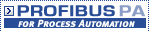 PROFIBUS PA
FOR PROCESS AUTOMATION